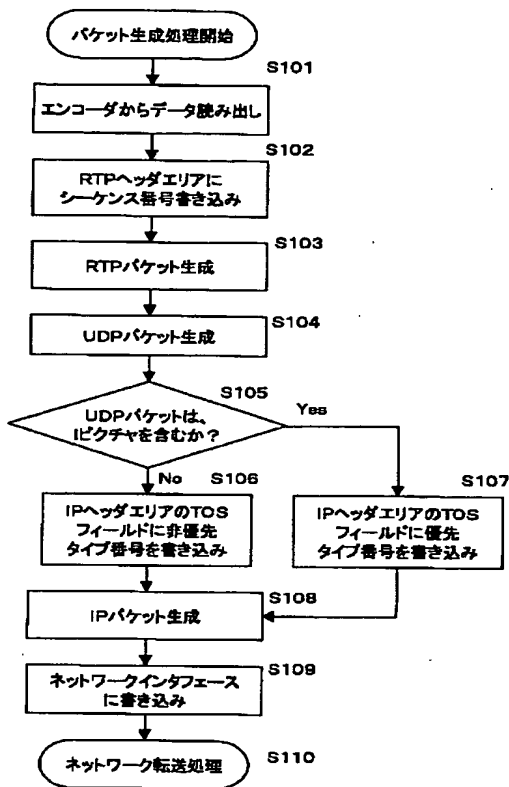 パケット生成処理開始
S101
エンコーダからデータ読み出し
S102
RTPヘッダエリアに
シーケンス番号書き込み
S103
RTPパケット生成
S104
UDPパケット生成
S105
UDPパケットは、
Iピクチャを含むか？
Yes
No
S106
IPヘッダエリアのTOS
フィールドに非優先
タイプ番号を書き込み
S107
IPヘッダエリアのTOS
フィールドに優先
タイプ番号を書き込み
S108
IPパケット生成
S109
ネットワークインタフェース
に書き込み
S110
ネットワーク転送処理